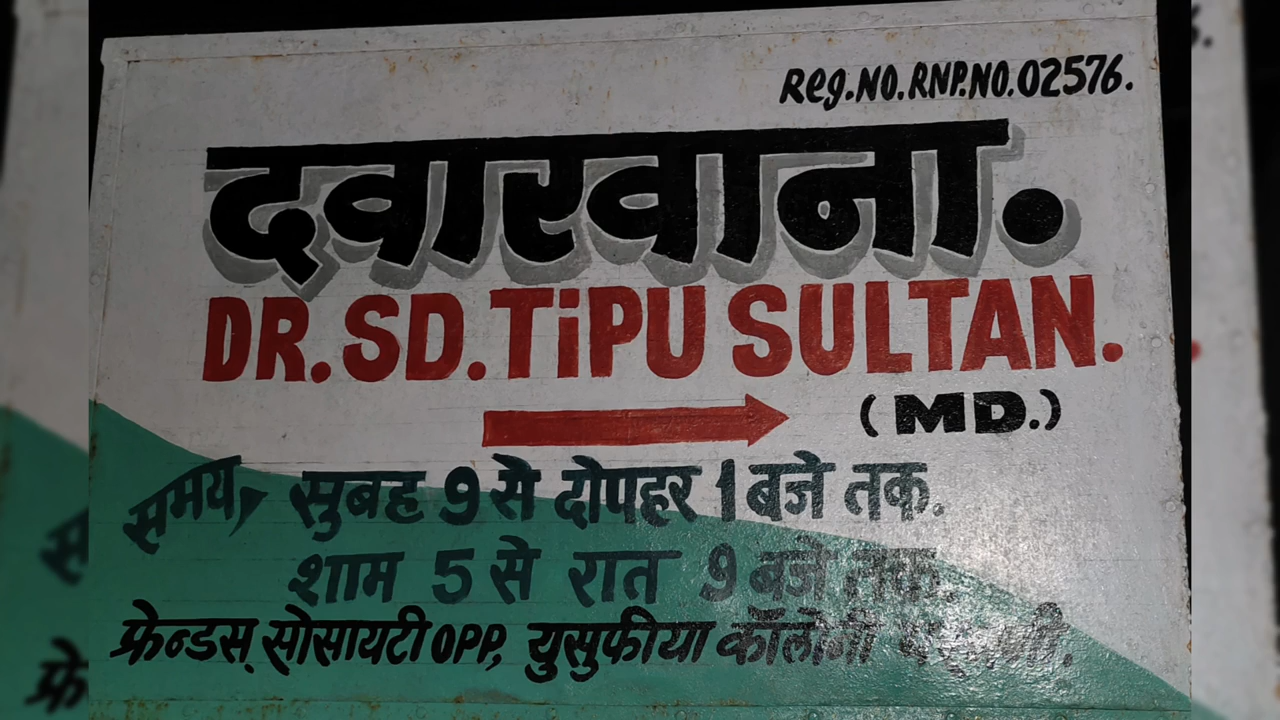 Reg.NO.RNP.NO.02576.
दवाखाना.
DR.SD.TiPU SULTAN.
(MD.)
समय, सुबह 9 से दोपहर 1 बजे तक.
शाम 5 से रात 9 बजे तक.
फ्रेन्डस् सोसायटी OPP, युसुफीया कॉलोनी